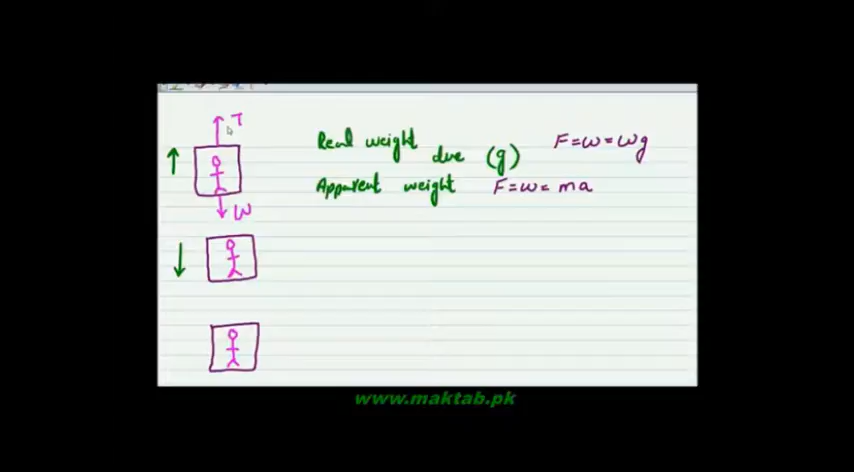 T
Real weight due (g) F=w=wg
Apparent weight F=w= ma
W
www.maktab.pk